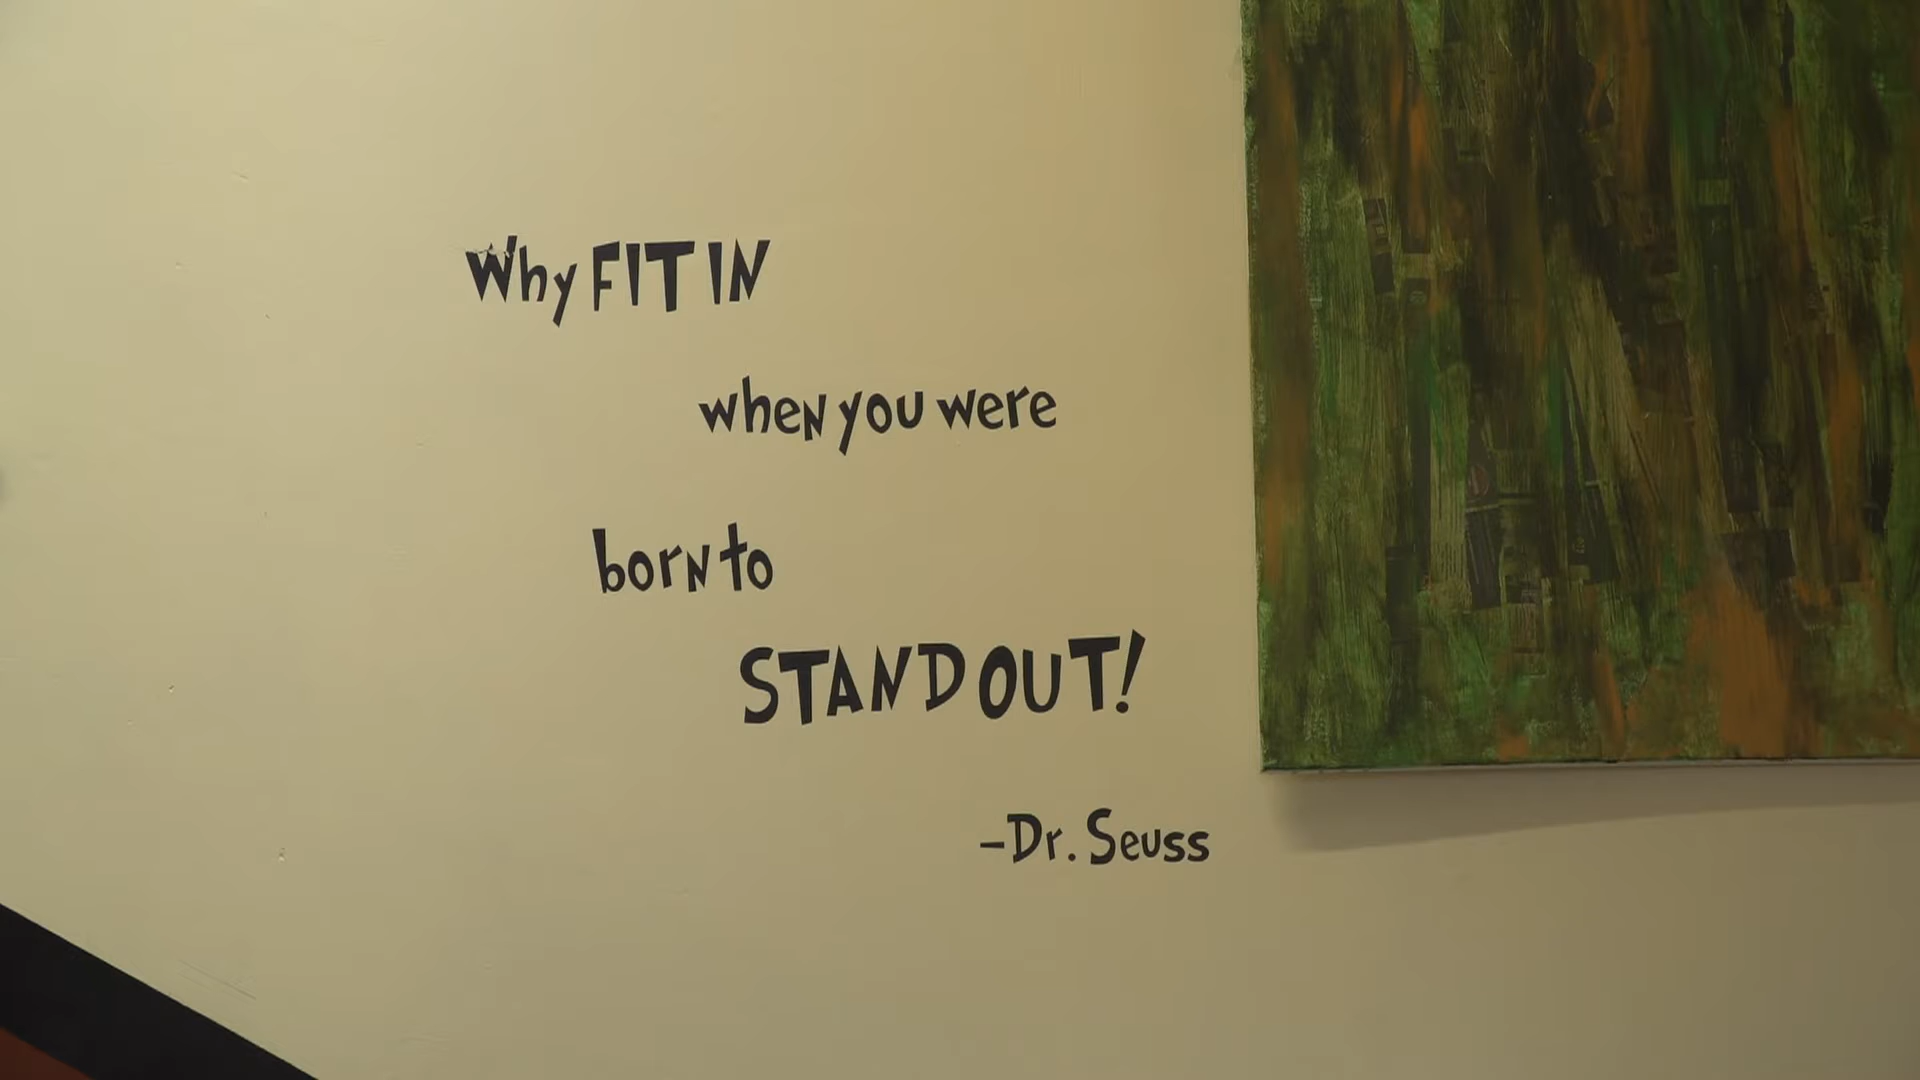 Why FIT IN
when you were
born to
STAND OUT!
-Dr. Seuss